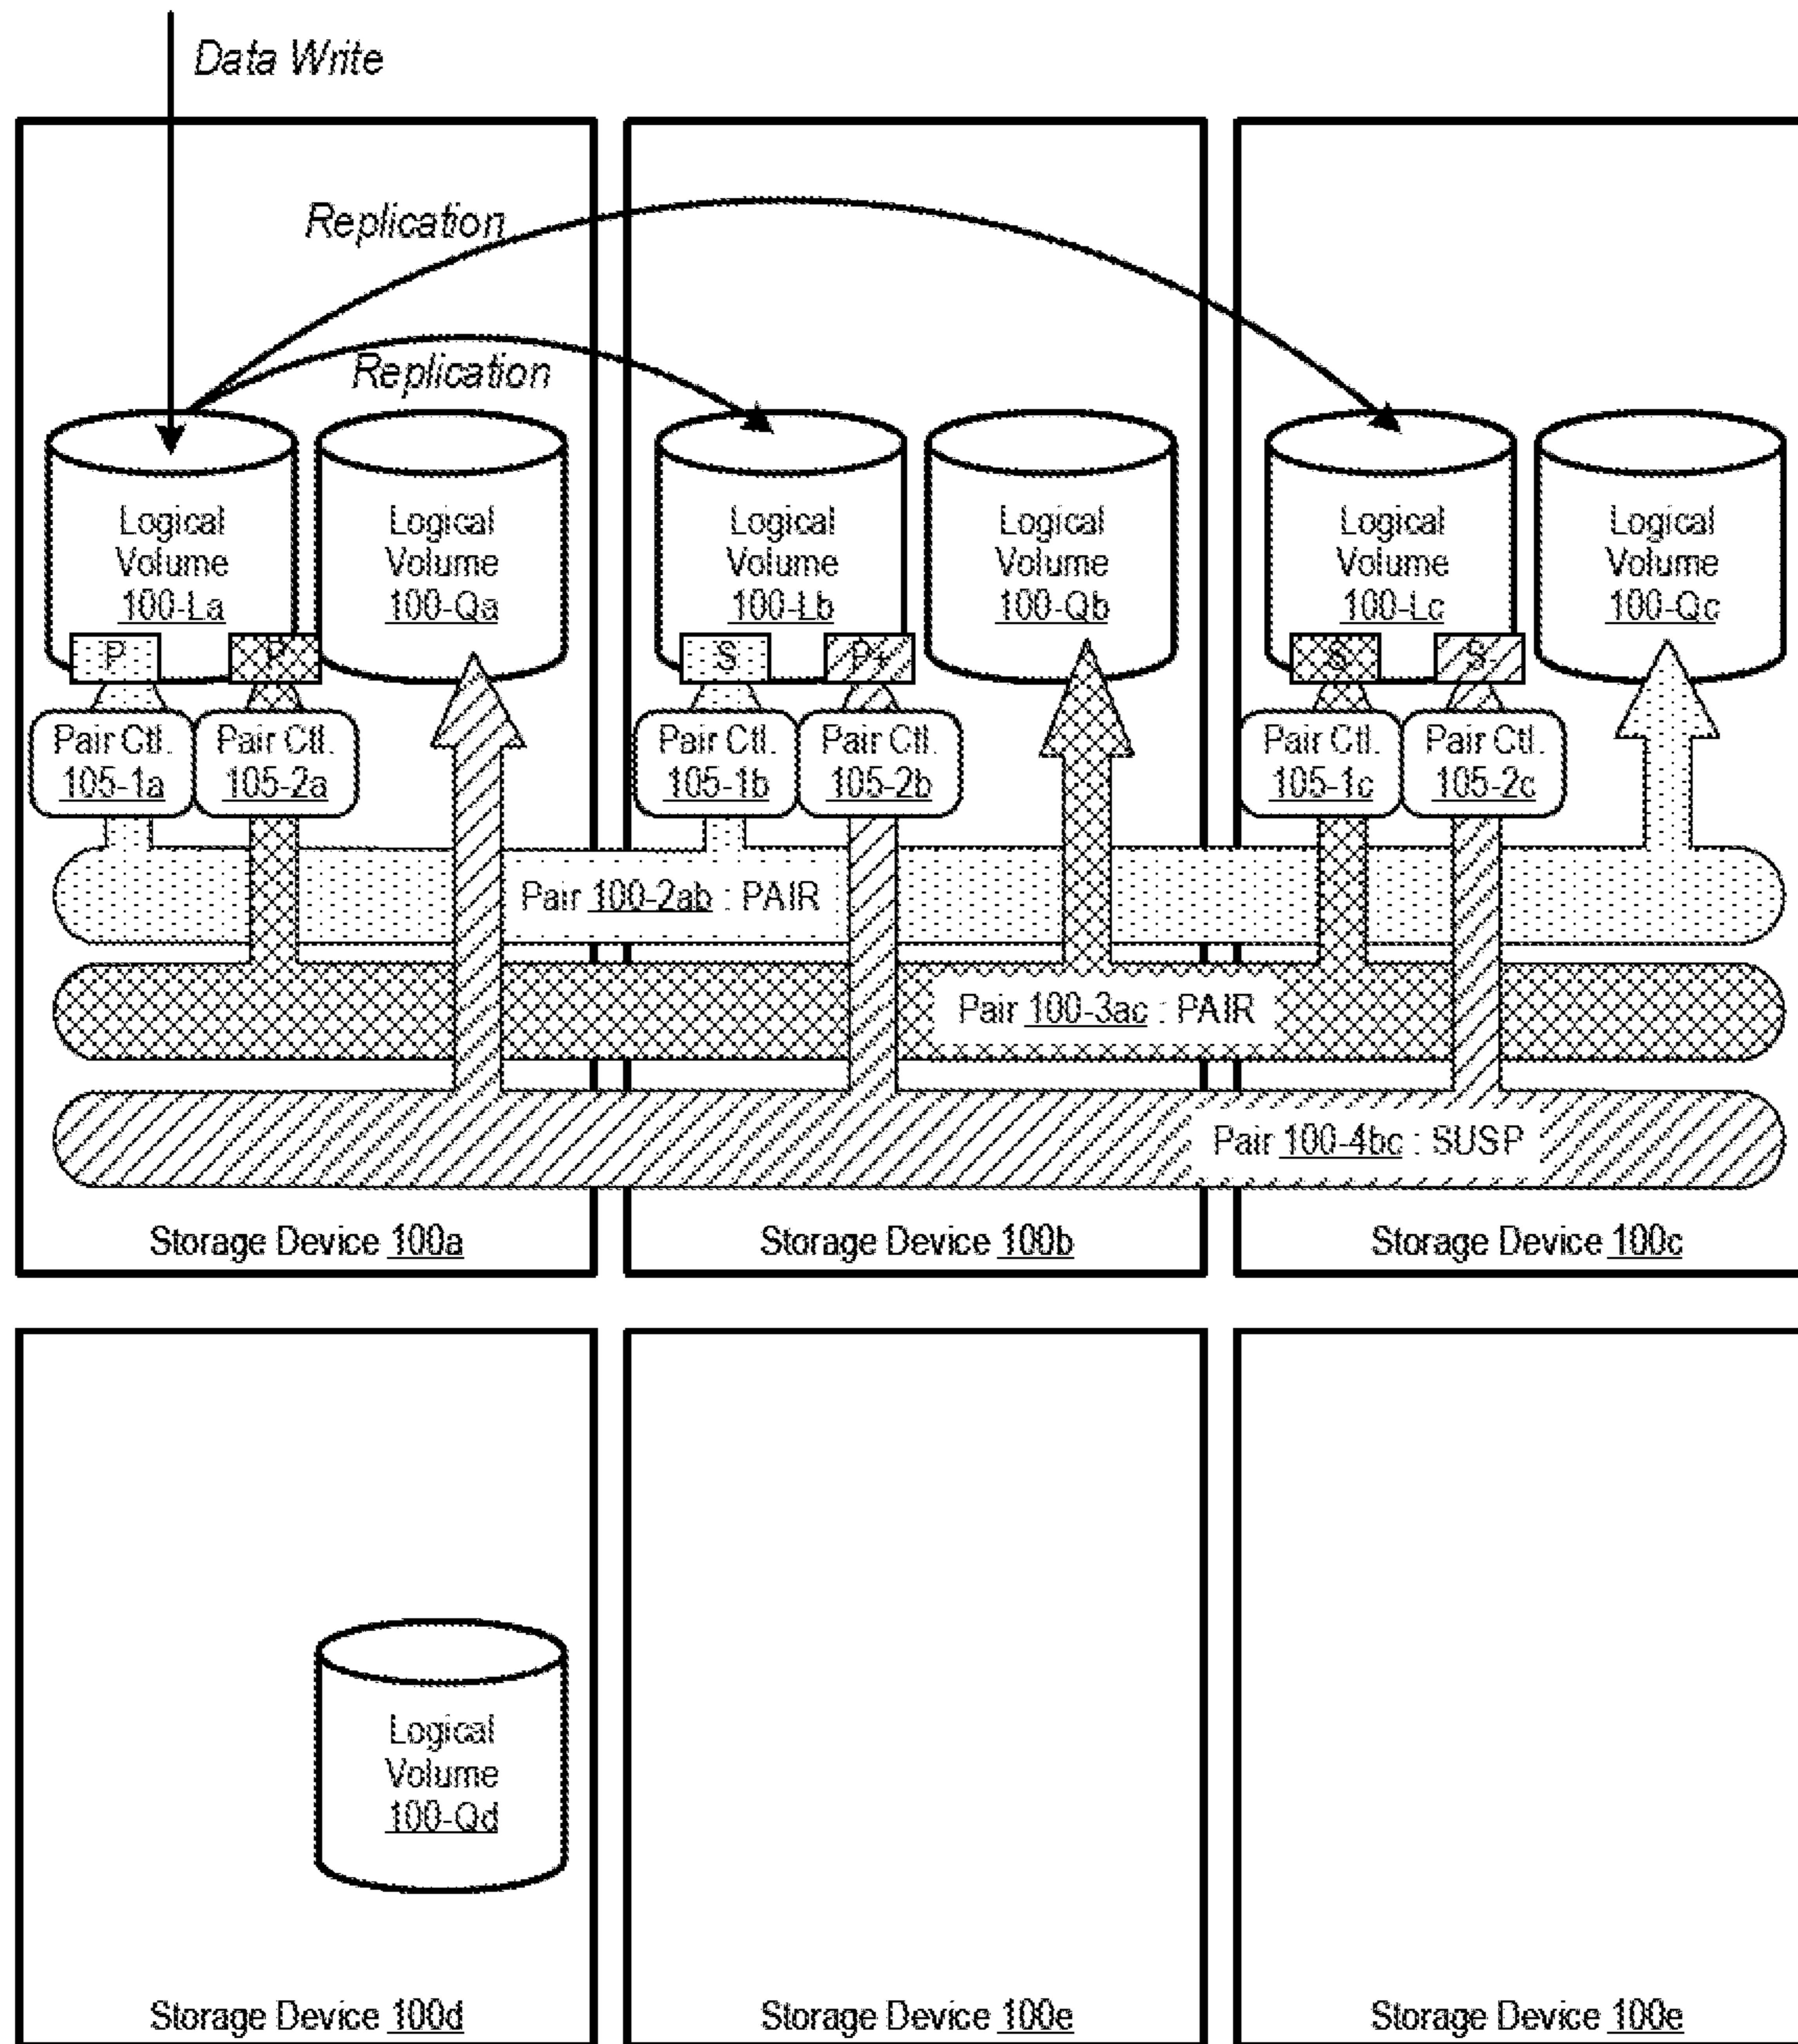 Data Write
Replication
Replication
Logical
Volume
100-La
Logical
Volume
100-Qa
Logical
Volume
100-Lb
Logical
Volume
100-Qb
Logical
Volume
100-Lc
Logical
Volume
100-Qc
P
P
S
P+
S
S-
Pair Ctl.
105-1a
Pair Ctl.
105-2a
Pair Ctl.
105-1b
Pair Ctl.
105-2b
Pair Ctl.
105-1c
Pair Ctl.
105-2c
Pair 100-2ab : PAIR
Pair 100-3ac : PAIR
Pair 100-4bc : SUSP
Storage Device 100a
Storage Device 100b
Storage Device 100c
Logical
Volume
100-Qd
Storage Device 100d
Storage Device 100e
Storage Device 100e